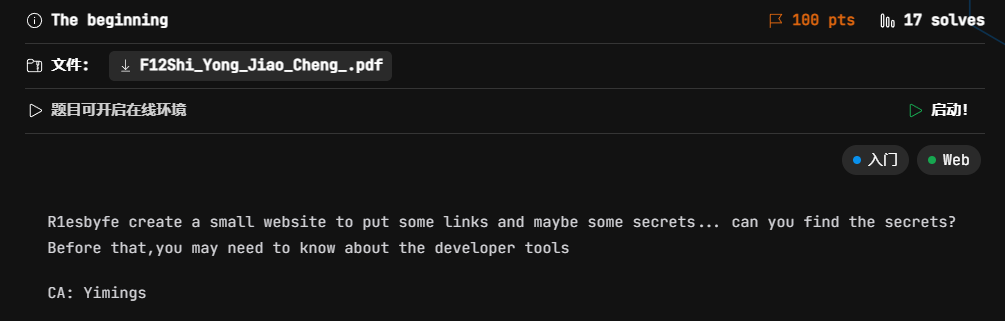 The beginning 100 pts 17 solves
文件: F12Shi_Yong_Jiao_Cheng_.pdf
题目可开启在线环境 启动!
入门 Web
R1esbyfe create a small website to put some links and maybe some secrets... can you find the secrets?
Before that,you may need to know about the developer tools
CA: Yimings